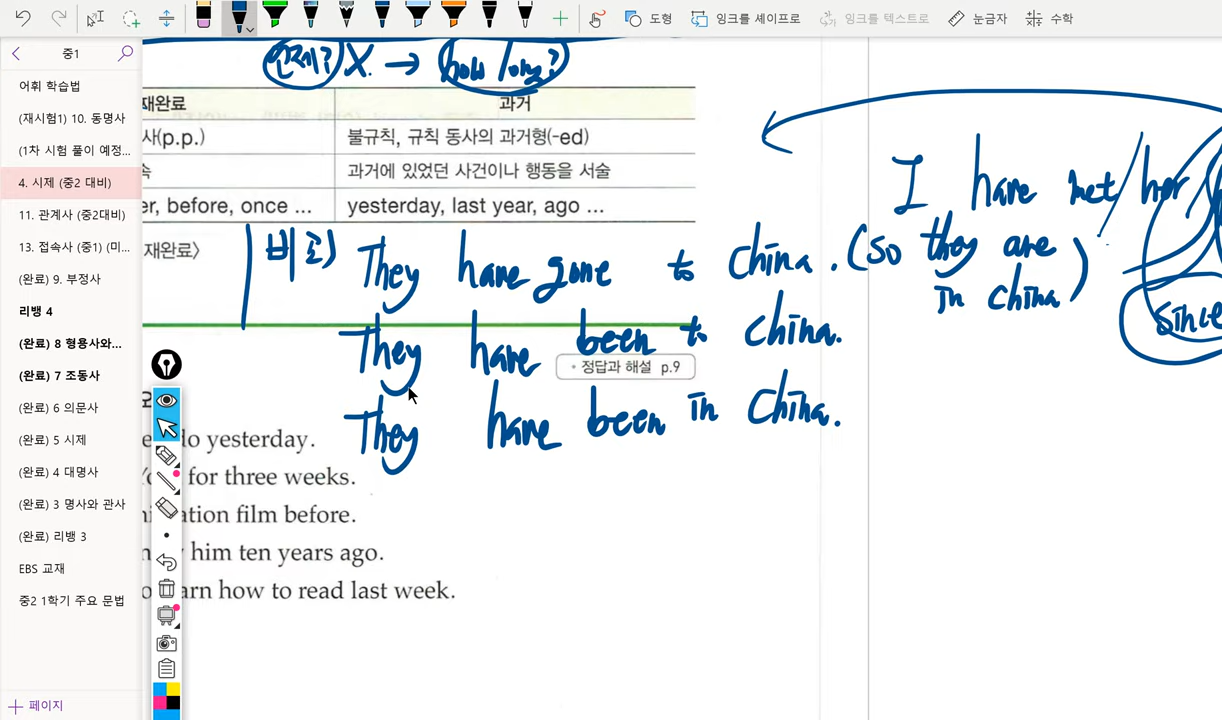 도형
잉크를 셰이프로
잉크를 텍스트로
눈금자
수학
중1
어휘 학습법
(재시험1) 10. 동명사
(1차 시험 풀이 예정...
4. 시제 (중2 대비)
11. 관계사 (중2대비)
13. 접속사 (중1) (미...
(완료) 9. 부정사
리뱅 4
(완료) 8 형용사와...
(완료) 7 조동사
(완료) 6 의문사
(완료) 5 시제
(완료) 4 대명사
(완료) 3 명사와 관사
(완료) 리뱅 3
EBS 교재
중2 1학기 주요 문법
페이지
언제? X. → how long?
재완료 과거
사(p.p.) 불규칙, 규칙 동사의 과거형(-ed)
속 과거에 있었던 사건이나 행동을 서술
er, before, once ... yesterday, last year, ago ...
재완료〉
I have met / her
비교) They have gone to china. (so they are in china)
They have been to china.
They have been in china.
since
• 정답과 해설 p.9
do yesterday.
for three weeks.
ation film before.
him ten years ago.
arn how to read last week.